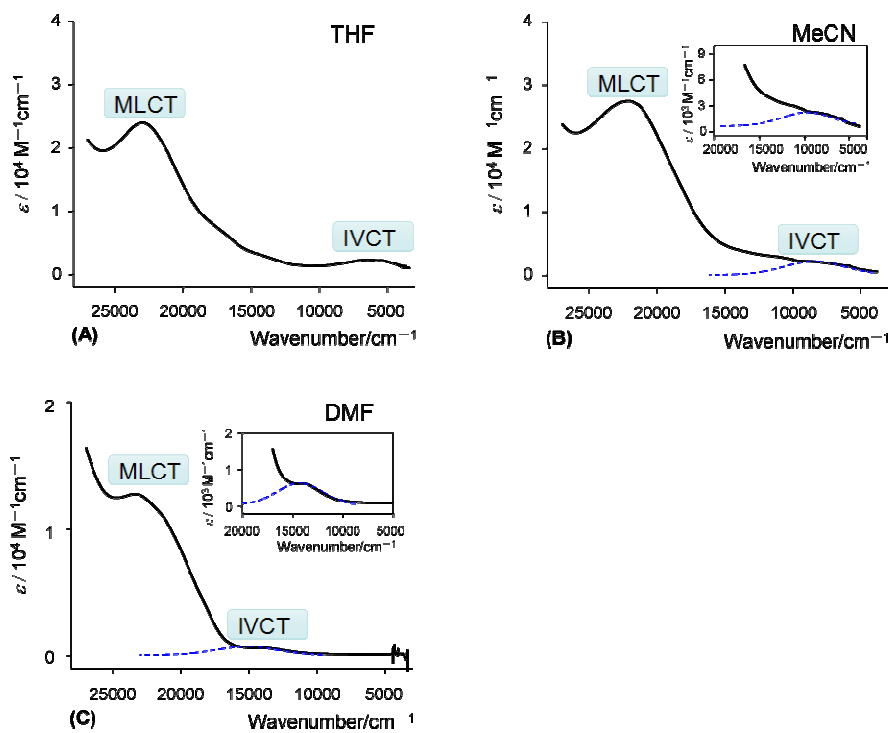 THF
MLCT
IVCT
4
3
2
1
0
ε / 10⁴ M⁻¹cm⁻¹
25000 20000 15000 10000 5000
Wavenumber/cm⁻¹
(A)
MeCN
MLCT
IVCT
4
3
2
1
0
ε / 10⁴ M ¹cm ¹
25000 20000 15000 10000 5000
Wavenumber/cm⁻¹
(B)
9
6
3
0
ε / 10³ M⁻¹cm⁻¹
20000 15000 10000 5000
Wavenumber/cm⁻¹
DMF
MLCT
IVCT
2
1
0
ε / 10⁴ M⁻¹cm⁻¹
25000 20000 15000 10000 5000
Wavenumber/cm ¹
(C)
2
1
0
ε / 10³ M⁻¹cm⁻¹
20000 15000 10000 5000
Wavenumber/cm⁻¹